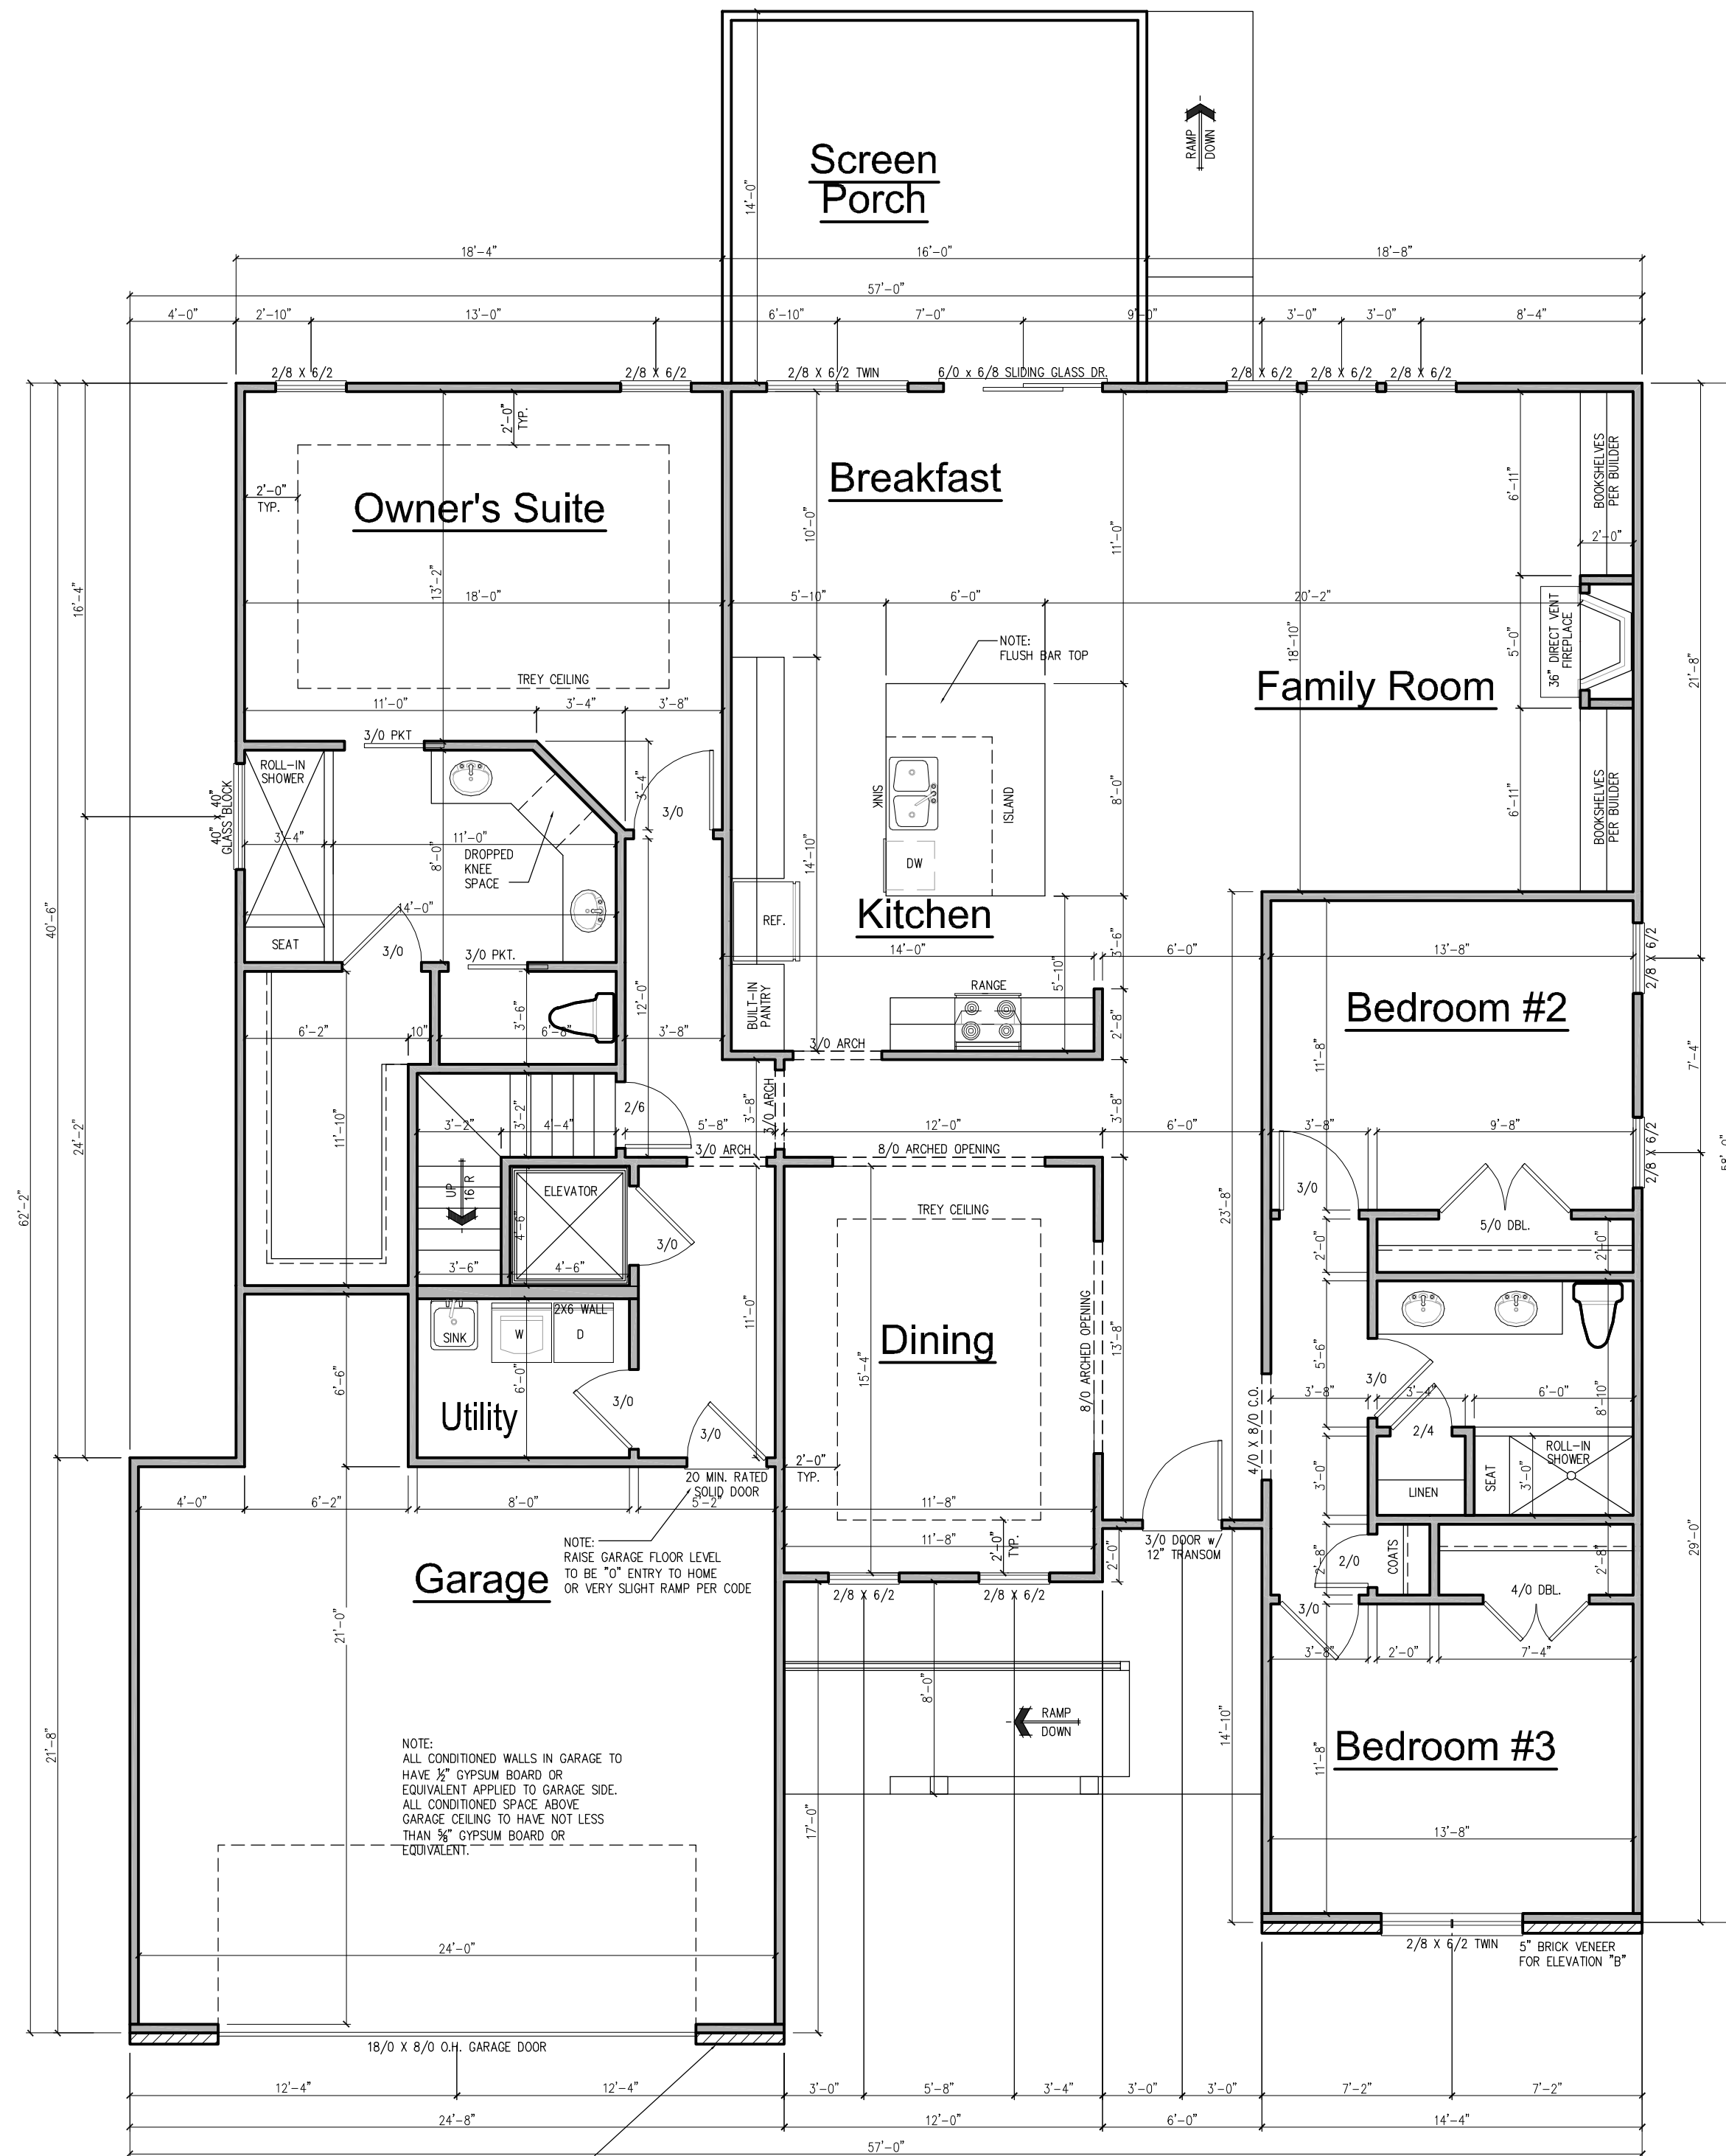 Screen
Porch
14'-0"
RAMP
DOWN
18'-4"
16'-0"
18'-8"
57'-0"
4'-0"
2'-10"
13'-0"
6'-10"
7'-0"
9'-0"
3'-0"
3'-0"
8'-4"
2/8 X 6/2
2/8 X 6/2
2/8 X 6/2 TWIN
6/0 x 6/8 SLIDING GLASS DR.
2/8 X 6/2
2/8 X 6/2
2/8 X 6/2
2'-0"
TYP.
2'-0"
TYP.
Owner's Suite
13'-2"
18'-0"
TREY CEILING
11'-0"
3'-4"
3'-8"
Breakfast
10'-0"
11'-0"
5'-10"
6'-0"
20'-2"
18'-10"
NOTE:
FLUSH BAR TOP
Family Room
6'-11"
BOOKSHELVES
PER BUILDER
2'-0"
36" DIRECT VENT
FIREPLACE
5'-0"
6'-11"
BOOKSHELVES
PER BUILDER
21'-8"
16'-4"
40'-6"
62'-2"
24'-2"
21'-8"
3/0 PKT
ROLL-IN
SHOWER
40" X 40"
GLASS BLOCK
3'-4"
11'-0"
8'-0"
DROPPED
KNEE
SPACE
14'-0"
SEAT
3/0
3/0 PKT.
3'-4"
3/0
12'-0"
14'-10"
SINK
ISLAND
DW
8'-0"
REF.
Kitchen
14'-0"
3'-6"
6'-0"
5'-10"
RANGE
BUILT-IN
PANTRY
2'-8"
3/0 ARCH
13'-8"
Bedroom #2
2/8 X 6/2
7'-4"
2/8 X 6/2
11'-8"
6'-2"
10"
3'-6"
6'-8"
3'-8"
11'-10"
3'-2"
3'-2"
4'-4"
2/6
5'-8"
3'-8"
3/0 ARCH
3/0 ARCH
12'-0"
3'-8"
6'-0"
8/0 ARCHED OPENING
3'-8"
9'-8"
58'-0"
UP
16 R
ELEVATOR
4'-6"
3'-6"
4'-6"
3/0
TREY CEILING
23'-8"
3/0
5/0 DBL.
2'-0"
2'-0"
2X6 WALL
SINK
W
D
11'-0"
6'-6"
6'-0"
Utility
3/0
3/0
Dining
15'-4"
8/0 ARCHED OPENING
13'-8"
5'-6"
3/0
3'-8"
3'-4"
6'-0"
8'-10"
4/0 X 8/0 C.O.
2/4
ROLL-IN
SHOWER
SEAT
3'-0"
3'-0"
LINEN
20 MIN. RATED
SOLID DOOR
2'-0"
TYP.
4'-0"
6'-2"
8'-0"
5'-2"
11'-8"
11'-8"
2'-0"
TYP.
2'-0"
3/0 DOOR w/
12" TRANSOM
NOTE:
RAISE GARAGE FLOOR LEVEL
TO BE "0" ENTRY TO HOME
OR VERY SLIGHT RAMP PER CODE
Garage
21'-0"
2/8 X 6/2
2/8 X 6/2
2'-8"
2/0
COATS
2'-8"
4/0 DBL.
3/0
3'-8"
2'-0"
7'-4"
29'-0"
8'-0"
RAMP
DOWN
14'-10"
Bedroom #3
11'-8"
13'-8"
NOTE:
ALL CONDITIONED WALLS IN GARAGE TO
HAVE ½" GYPSUM BOARD OR
EQUIVALENT APPLIED TO GARAGE SIDE.
ALL CONDITIONED SPACE ABOVE
GARAGE CEILING TO HAVE NOT LESS
THAN ⅝" GYPSUM BOARD OR
EQUIVALENT.
17'-0"
24'-0"
2/8 X 6/2 TWIN
5" BRICK VENEER
FOR ELEVATION "B"
18/0 X 8/0 O.H. GARAGE DOOR
12'-4"
12'-4"
3'-0"
5'-8"
3'-4"
3'-0"
3'-0"
7'-2"
7'-2"
24'-8"
12'-0"
6'-0"
14'-4"
57'-0"